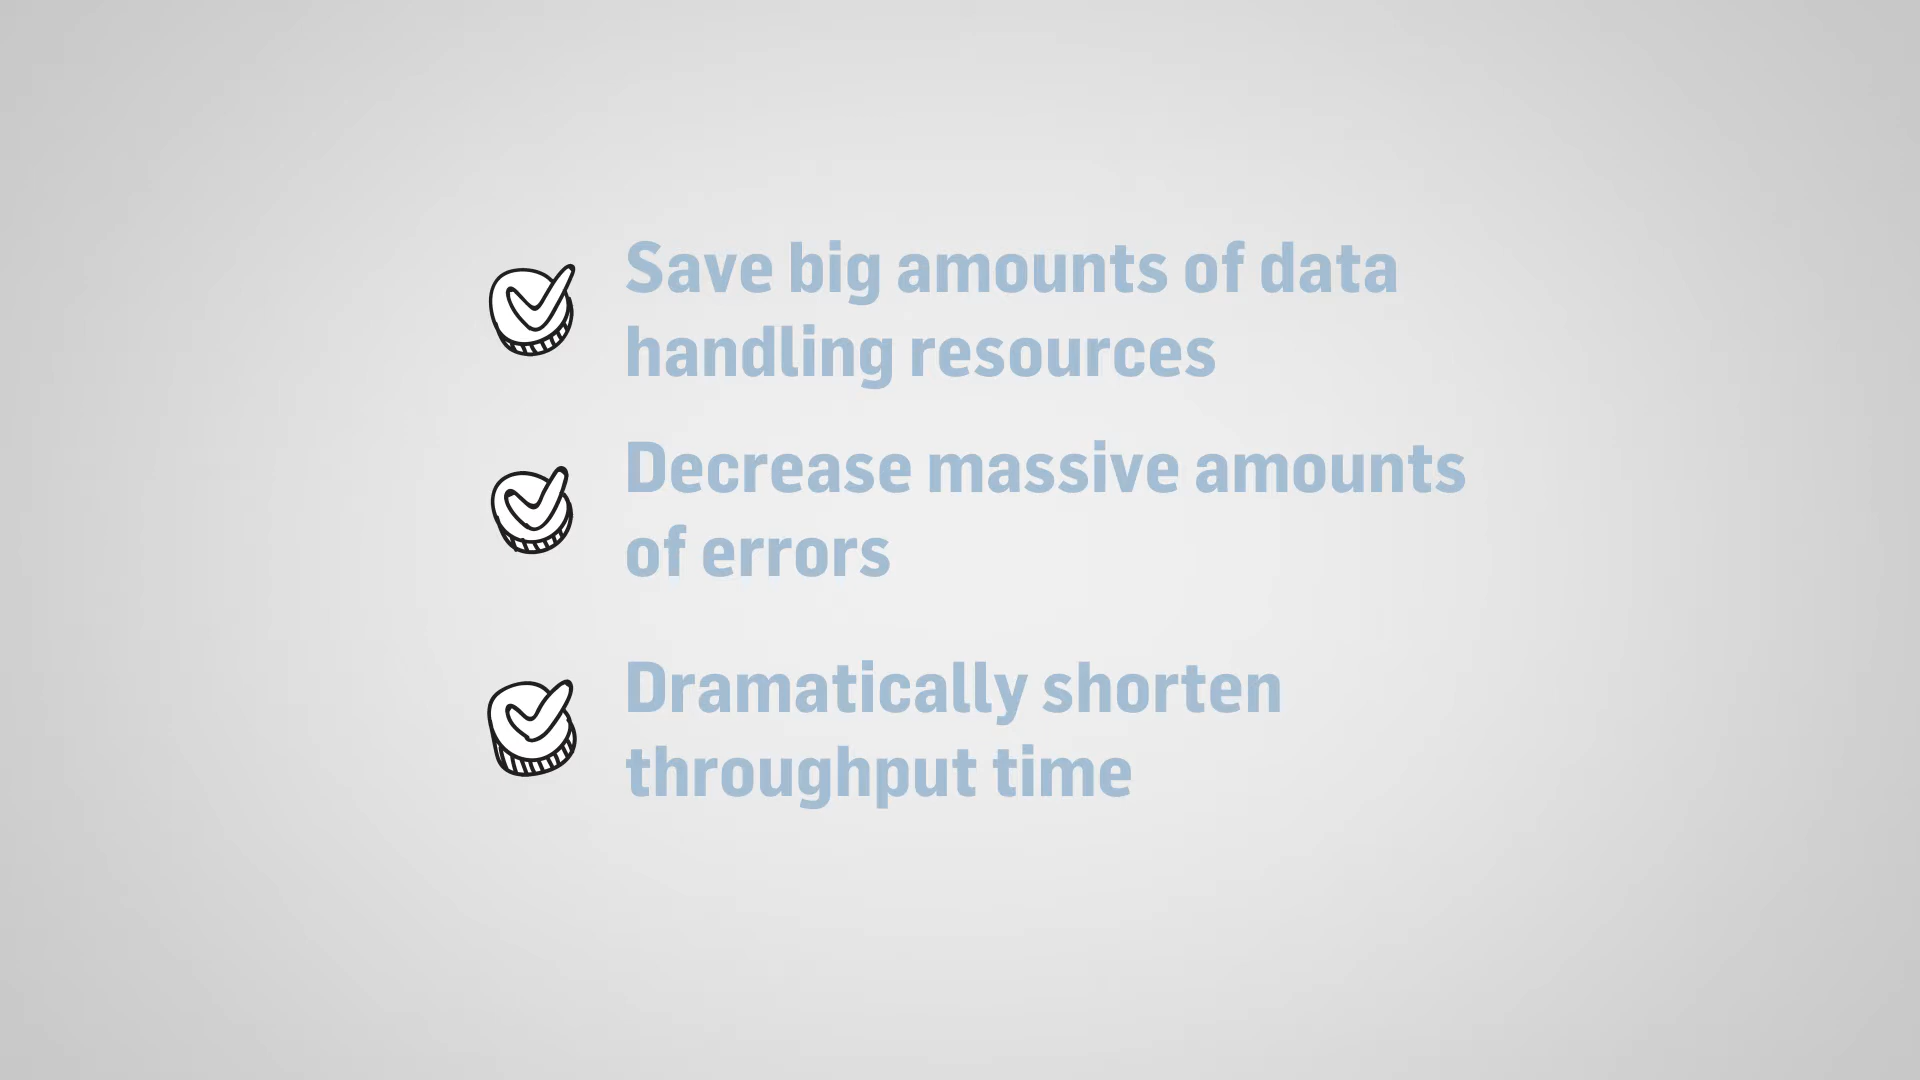 Save big amounts of data
handling resources
Decrease massive amounts
of errors
Dramatically shorten
throughput time